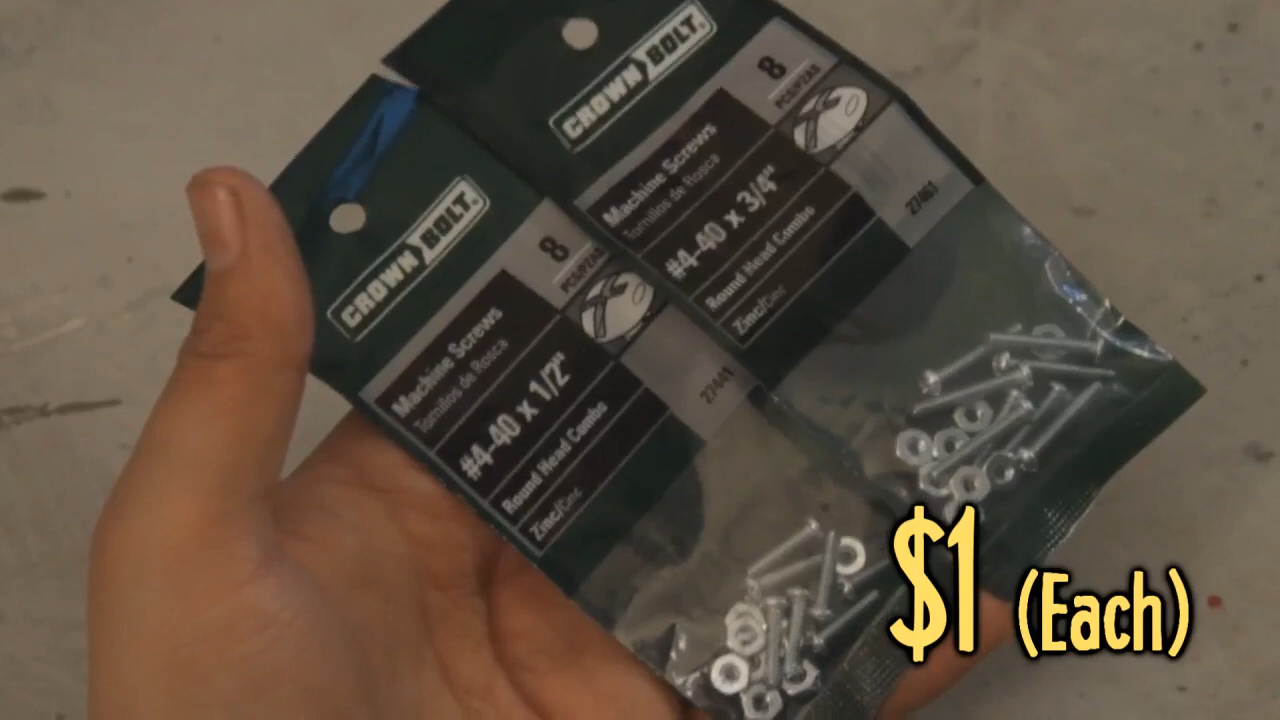 CROWN BOLT.
8
PCS/PZAS
Machine Screws
Tornillos de Rosca
#4-40 x 3/4"
Round Head Combo
Zinc/Cinc
27461
CROWN BOLT.
8
PCS/PZAS
Machine Screws
Tornillos de Rosca
#4-40 x 1/2"
Round Head Combo
Zinc/Cinc
27441
$1 (Each)